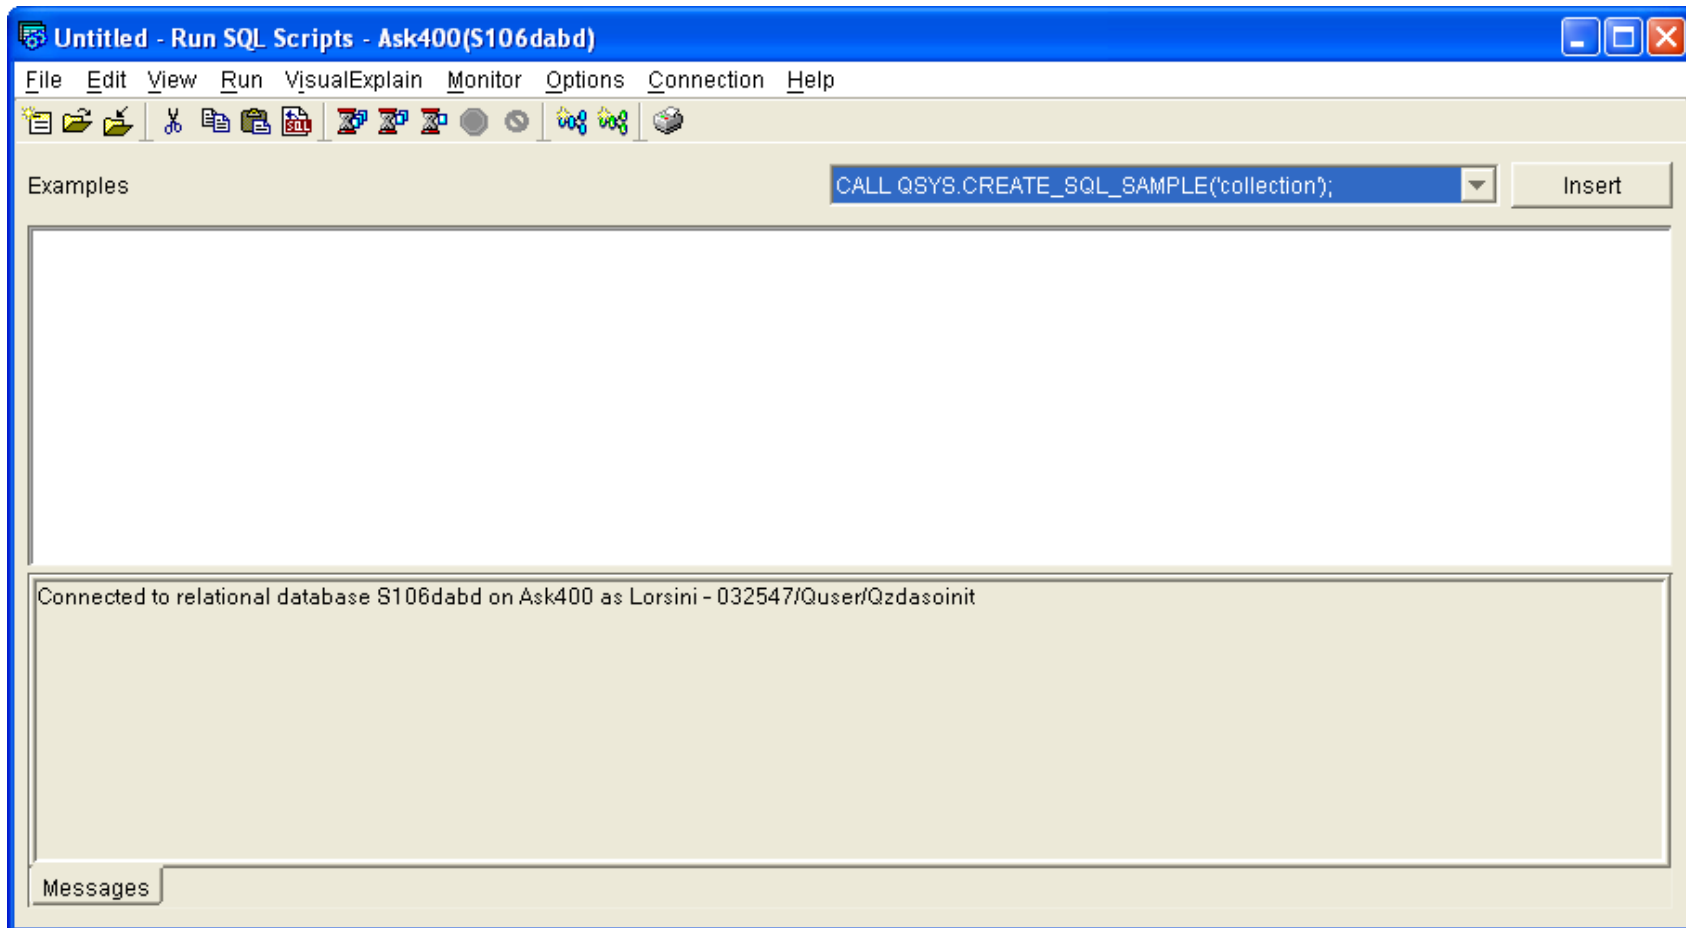 Untitled - Run SQL Scripts - Ask400(S106dabd)
File Edit View Run VisualExplain Monitor Options Connection Help
Examples CALL QSYS.CREATE_SQL_SAMPLE('collection'); Insert
Connected to relational database S106dabd on Ask400 as Lorsini - 032547/Quser/Qzdasoinit
Messages